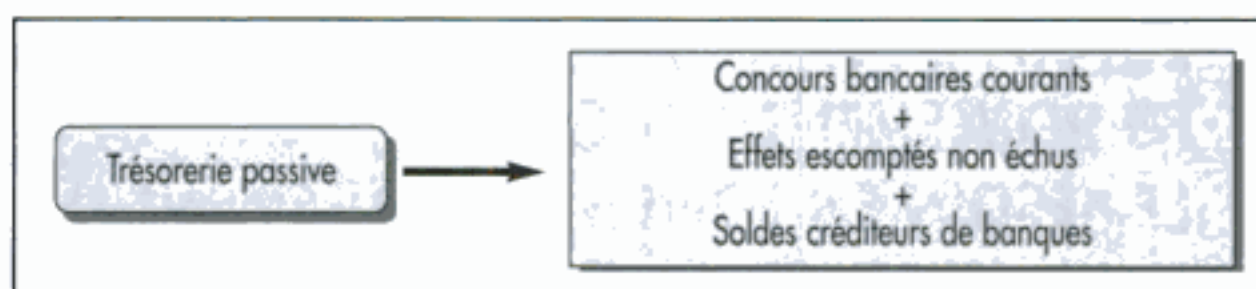 Trésorerie passive
Concours bancaires courants
+
Effets escomptés non échus
+
Soldes créditeurs de banques